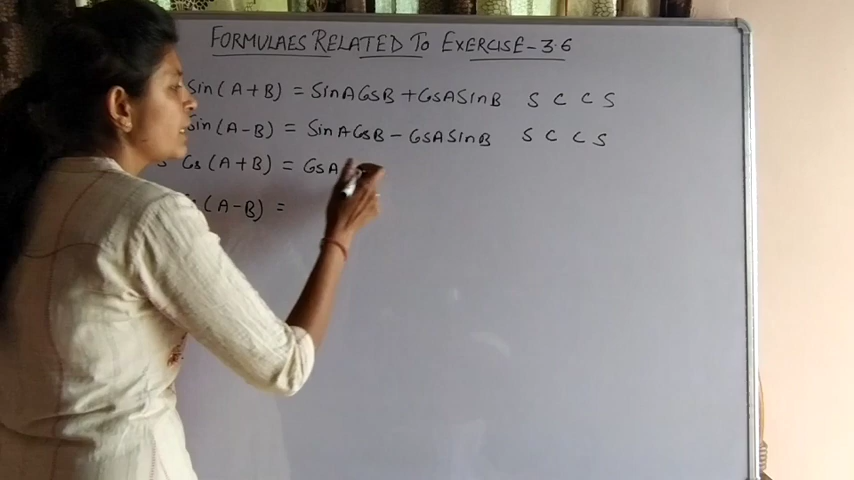 FORMULAES RELATED TO EXERCISE-3.6
Sin(A+B) = SinACosB+CosASinB S C C S
Sin(A-B) = SinACosB-CosASinB S C C S
Cos(A+B) = CosA
(A-B) =